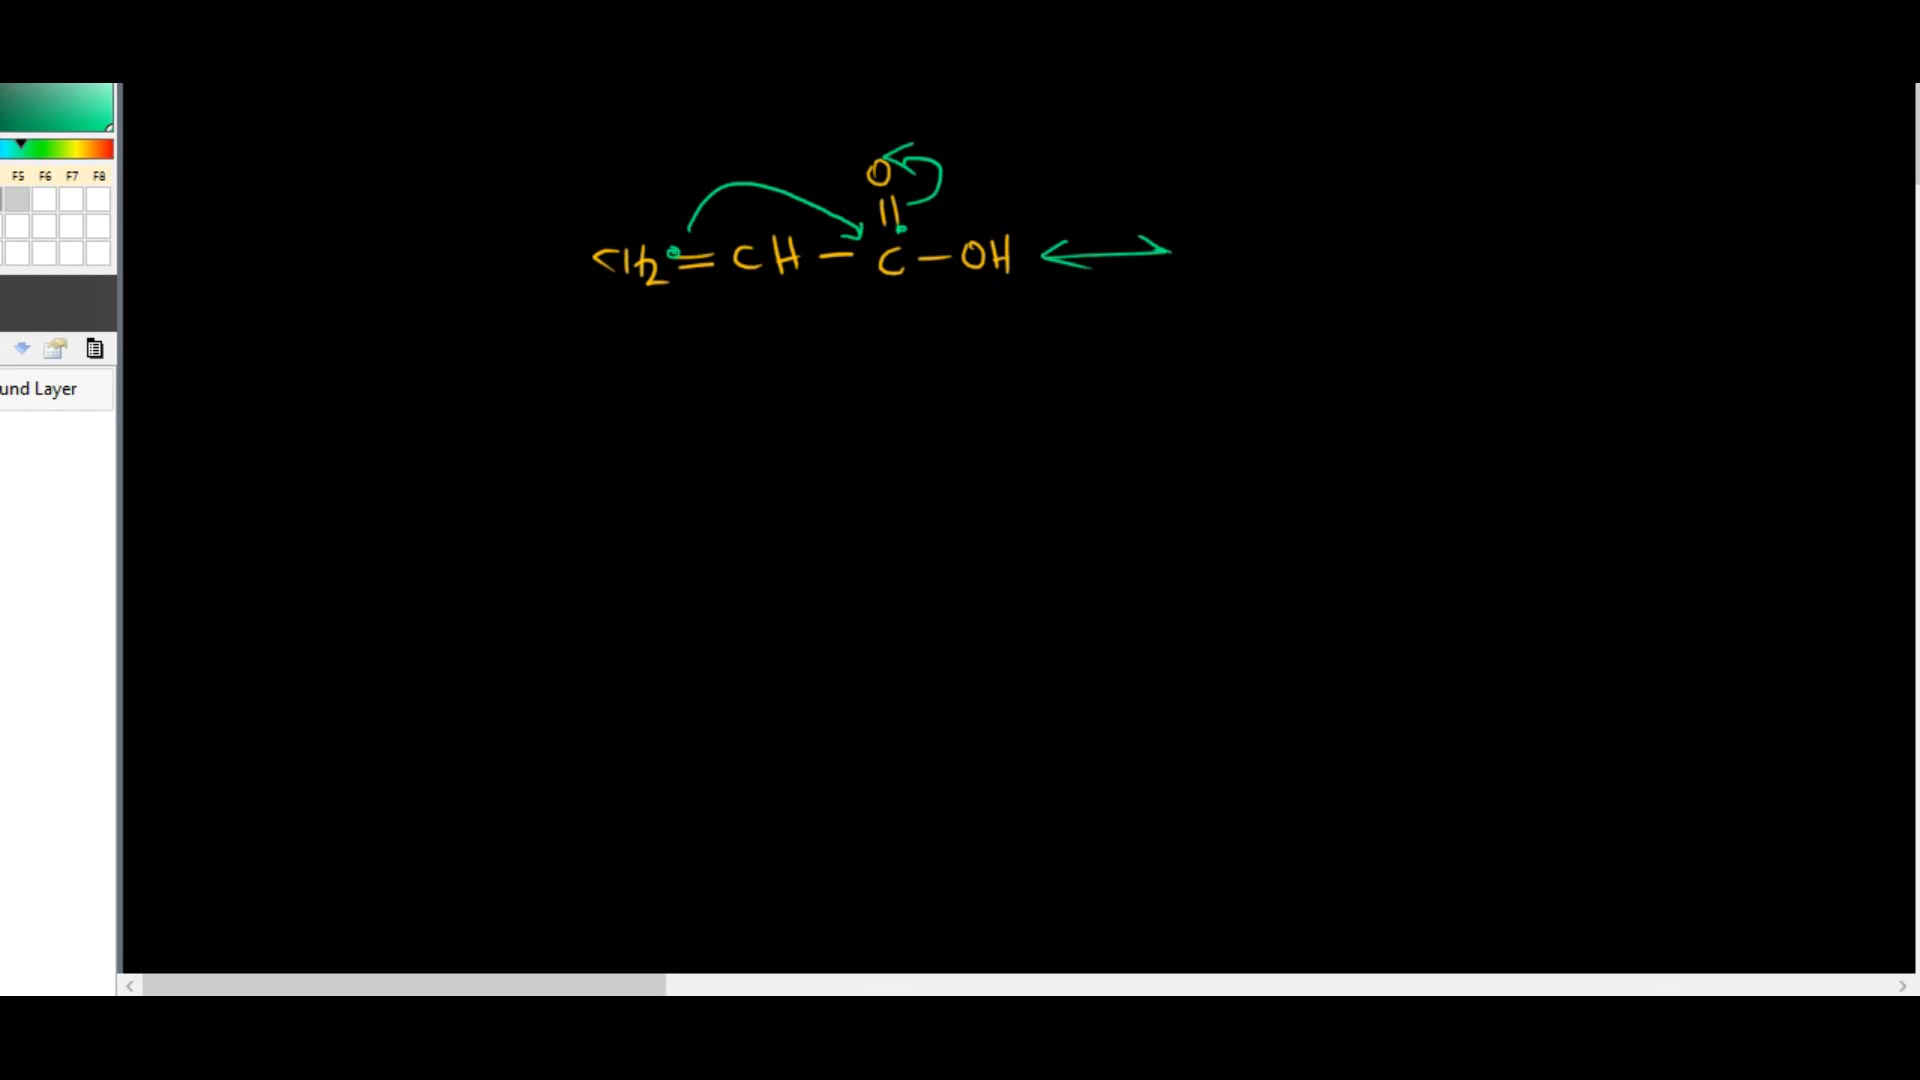 F5 F6 F7 F8
und Layer
O
CH2 = CH - C - OH